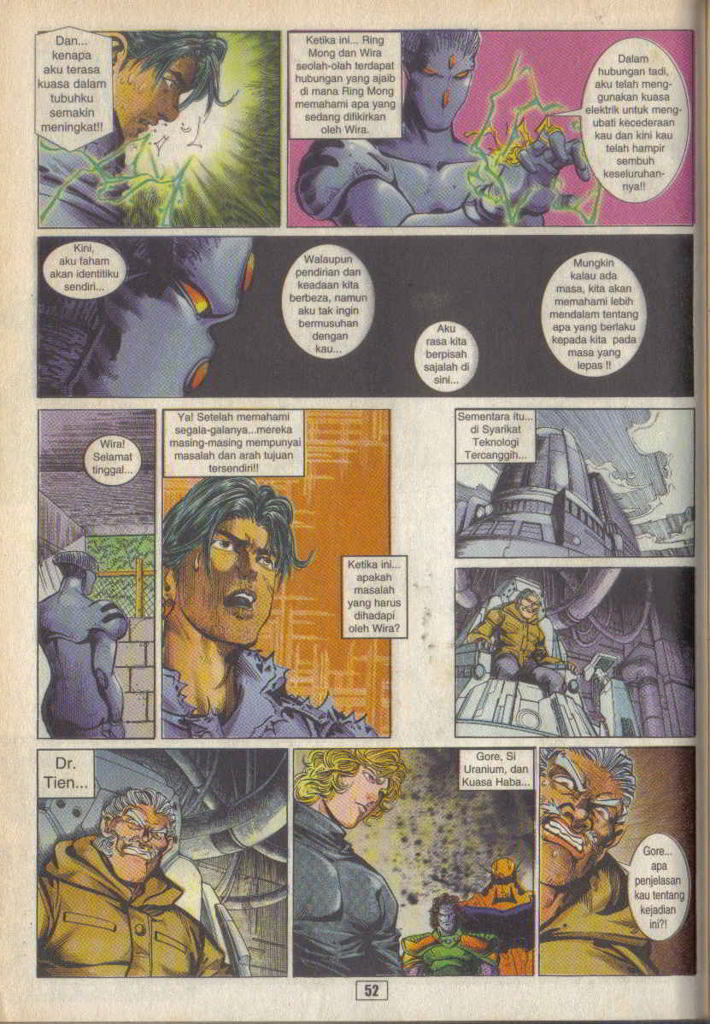 Dan...
kenapa
aku terasa
kuasa dalam
tubuhku
semakin
meningkat!!
Ketika ini... Ring
Mong dan Wira
seolah-olah terdapat
hubungan yang ajaib
di mana Ring Mong
memahami apa yang
sedang difikirkan
oleh Wira.
Dalam
hubungan tadi,
aku telah meng-
gunakan kuasa
elektrik untuk meng-
ubati kecederaan
kau dan kini kau
telah hampir
sembuh
keseluruhan-
nya!!
Kini,
aku faham
akan identitiku
sendiri...
Walaupun
pendirian dan
keadaan kita
berbeza, namun
aku tak ingin
bermusuhan
dengan
kau...
Aku
rasa kita
berpisah
sajalah di
sini...
Mungkin
kalau ada
masa, kita akan
memahami lebih
mendalam tentang
apa yang berlaku
kepada kita pada
masa yang
lepas !!
Wira!
Selamat
tinggal...
Ya! Setelah memahami
segala-galanya...mereka
masing-masing mempunyai
masalah dan arah tujuan
tersendiri!!
Ketika ini...
apakah
masalah
yang harus
dihadapi
oleh Wira?
Sementara itu...
di Syarikat
Teknologi
Tercanggih...
Dr.
Tien...
Gore, Si
Uranium, dan
Kuasa Haba...
Gore...
apa
penjelasan
kau tentang
kejadian
ini?!
52